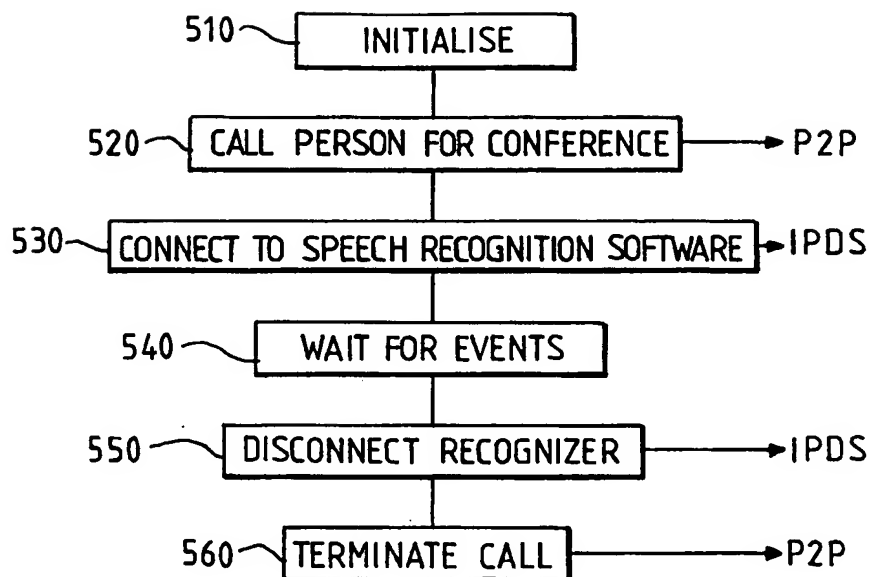 510 INITIALISE
520 CALL PERSON FOR CONFERENCE P2P
530 CONNECT TO SPEECH RECOGNITION SOFTWARE IPDS
540 WAIT FOR EVENTS
550 DISCONNECT RECOGNIZER IPDS
560 TERMINATE CALL P2P